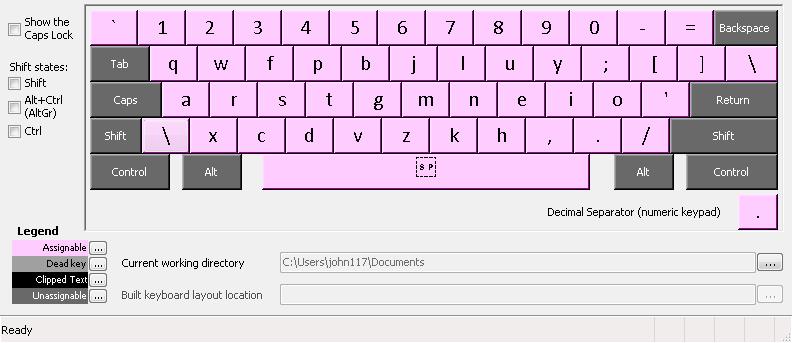 Show the
Caps Lock
Shift states:
Shift
Alt+Ctrl
(AltGr)
Ctrl
` 1 2 3 4 5 6 7 8 9 0 - = Backspace
Tab q w f p b j l u y ; [ ] \
Caps a r s t g m n e i o ' Return
Shift \ x c d v z k h , . / Shift
Control Alt SP Alt Control
Decimal Separator (numeric keypad) .
Legend
Assignable ...
Dead key ...
Clipped Text ...
Unassignable ...
Current working directory C:\Users\john117\Documents ...
Built keyboard layout location ...
Ready